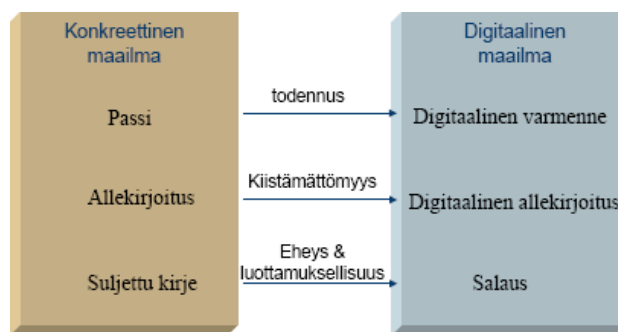 Konkreettinen
maailma
Digitaalinen
maailma
Passi
todennus
Digitaalinen varmenne
Allekirjoitus
Kiistämättömyys
Digitaalinen allekirjoitus
Suljettu kirje
Eheys &
luottamuksellisuus
Salaus